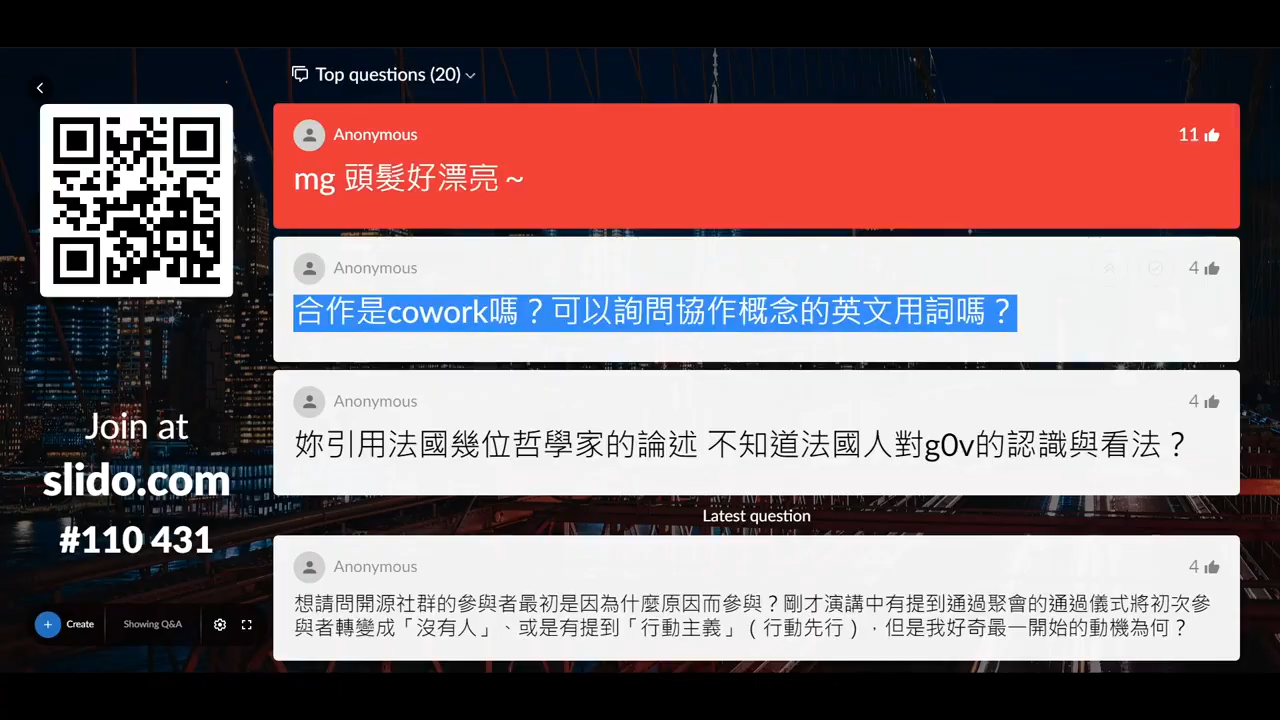 Top questions (20)
Anonymous
11
mg 頭髮好漂亮～
Anonymous
4
合作是cowork嗎？可以詢問協作概念的英文用詞嗎？
Anonymous
4
妳引用法國幾位哲學家的論述 不知道法國人對g0v的認識與看法？
Latest question
Anonymous
4
想請問開源社群的參與者最初是因為什麼原因而參與？剛才演講中有提到通過聚會的通過儀式將初次參
與者轉變成「沒有人」、或是有提到「行動主義」（行動先行），但是我好奇最一開始的動機為何？
Join at
slido.com
#110 431
Create
Showing Q&A